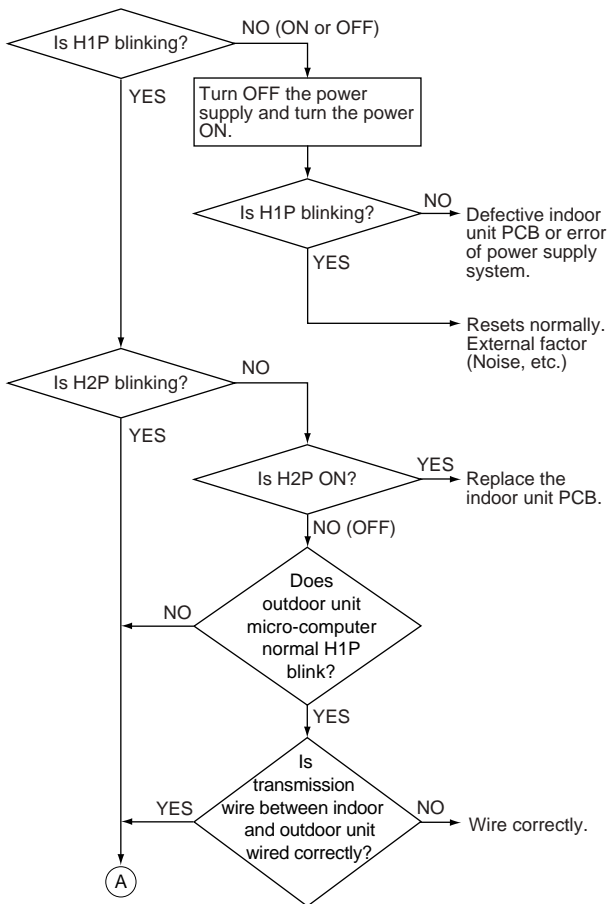 Is H1P blinking?
NO (ON or OFF)
YES
Turn OFF the power
supply and turn the power
ON.
Is H1P blinking?
NO
Defective indoor
unit PCB or error
of power supply
system.
YES
Resets normally.
External factor
(Noise, etc.)
Is H2P blinking?
NO
YES
Is H2P ON?
YES
Replace the
indoor unit PCB.
NO (OFF)
Does
outdoor unit
micro-computer
normal H1P
blink?
NO
YES
Is
transmission
wire between indoor
and outdoor unit
wired correctly?
YES
NO
Wire correctly.
A